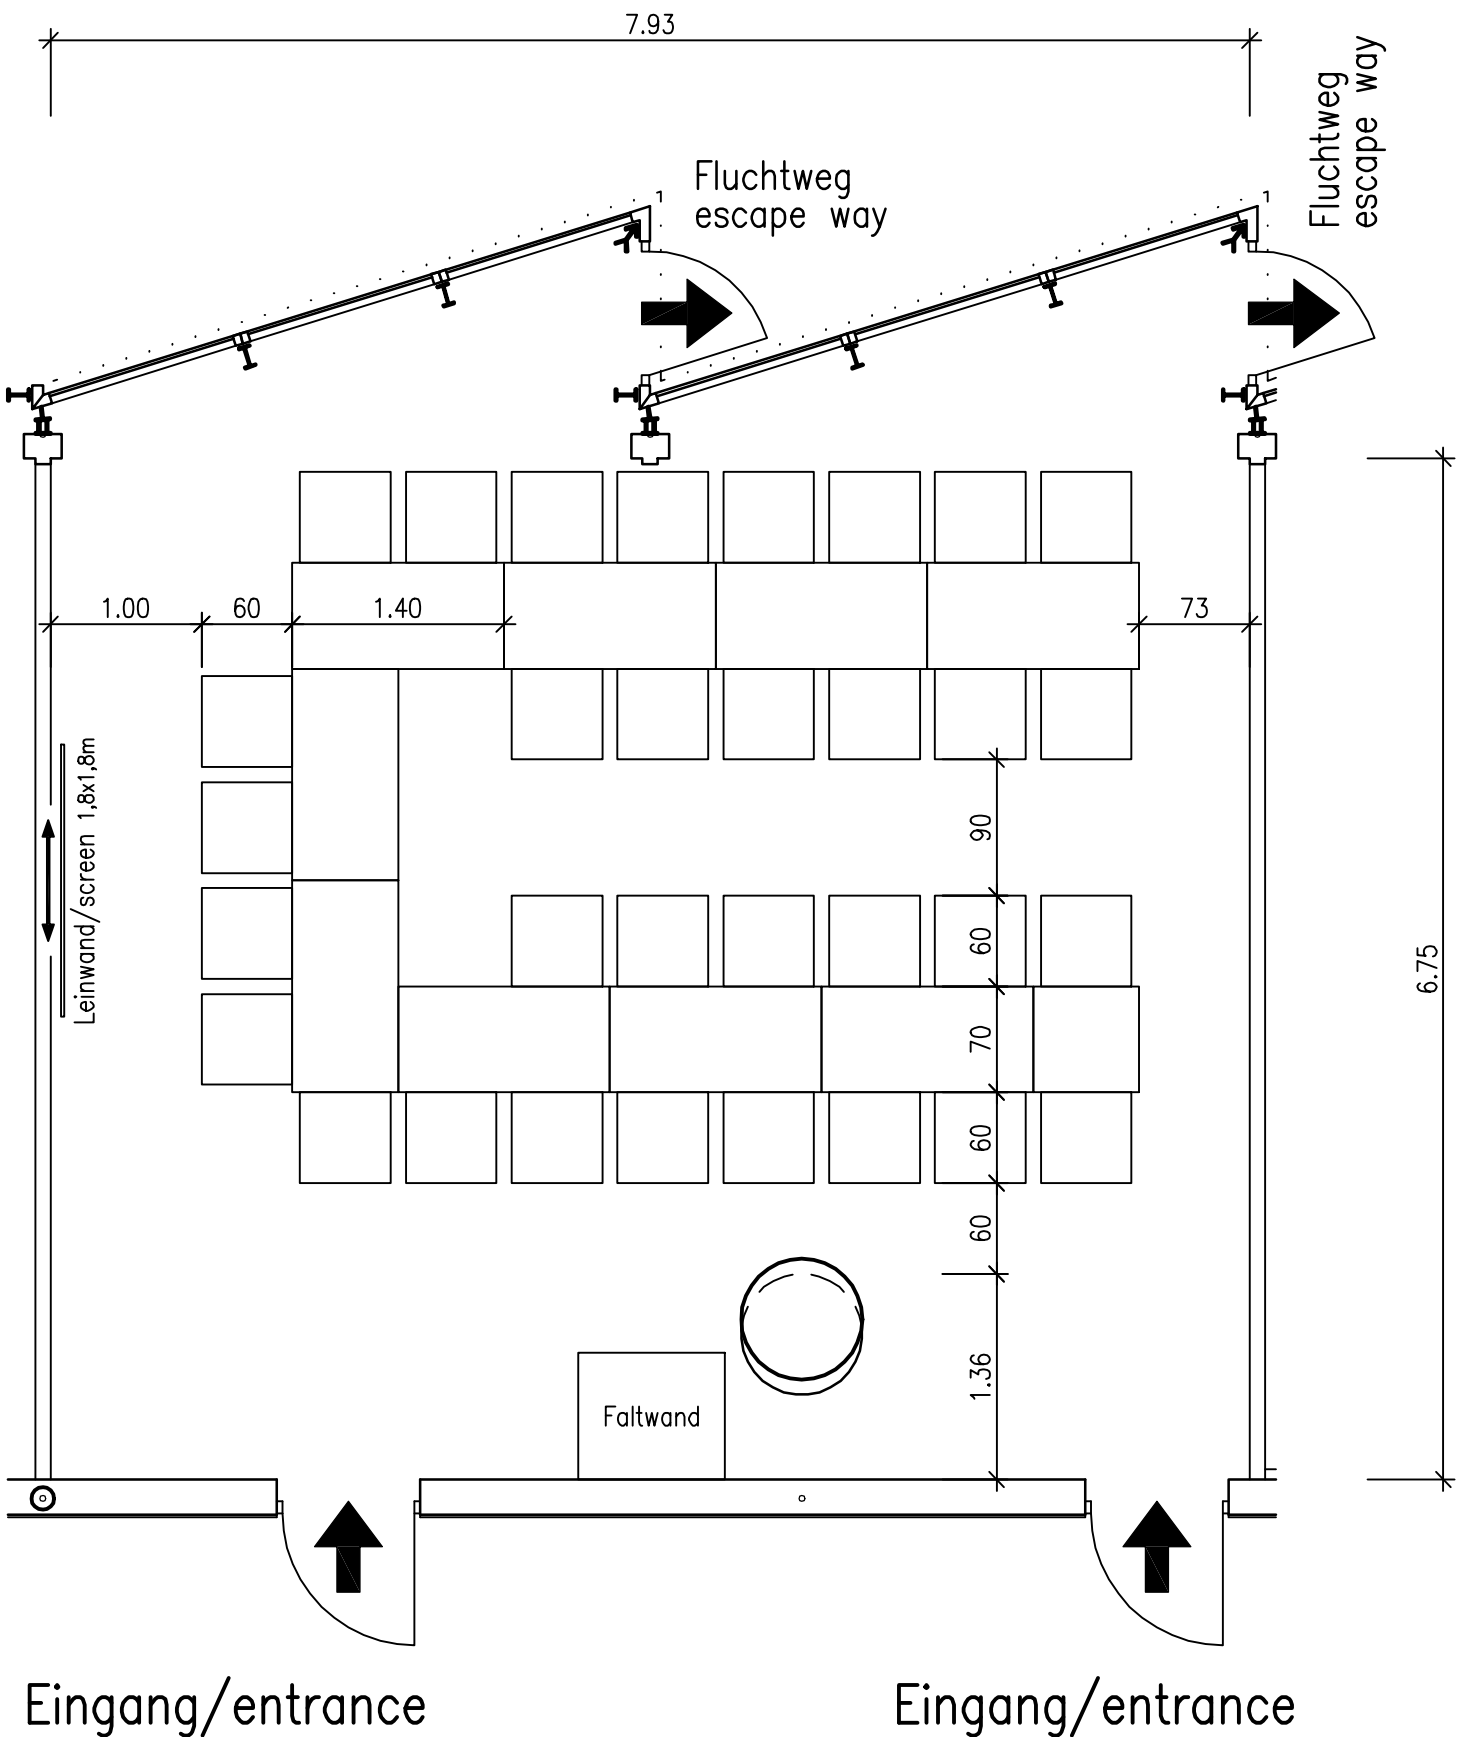 7.93
Fluchtweg
escape way
Fluchtweg
escape way
1.00
60
1.40
73
Leinwand/screen 1,8x1,8m
90
60
70
60
60
1.36
6.75
Faltwand
Eingang/entrance
Eingang/entrance